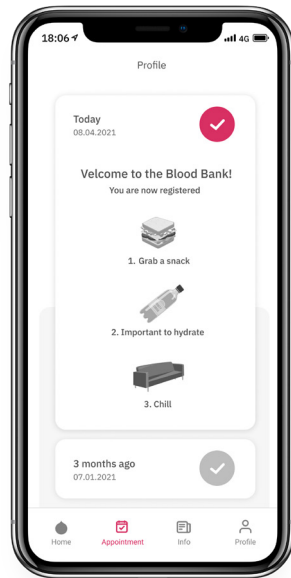 18:06
4G
Profile
Today
08.04.2021
Velcome to the Blood Bank!
You are now registered
1. Grab a snack
2. Important to hydrate
3. Chill
3 months ago
07.01.2021
Home Appointment Info Profile